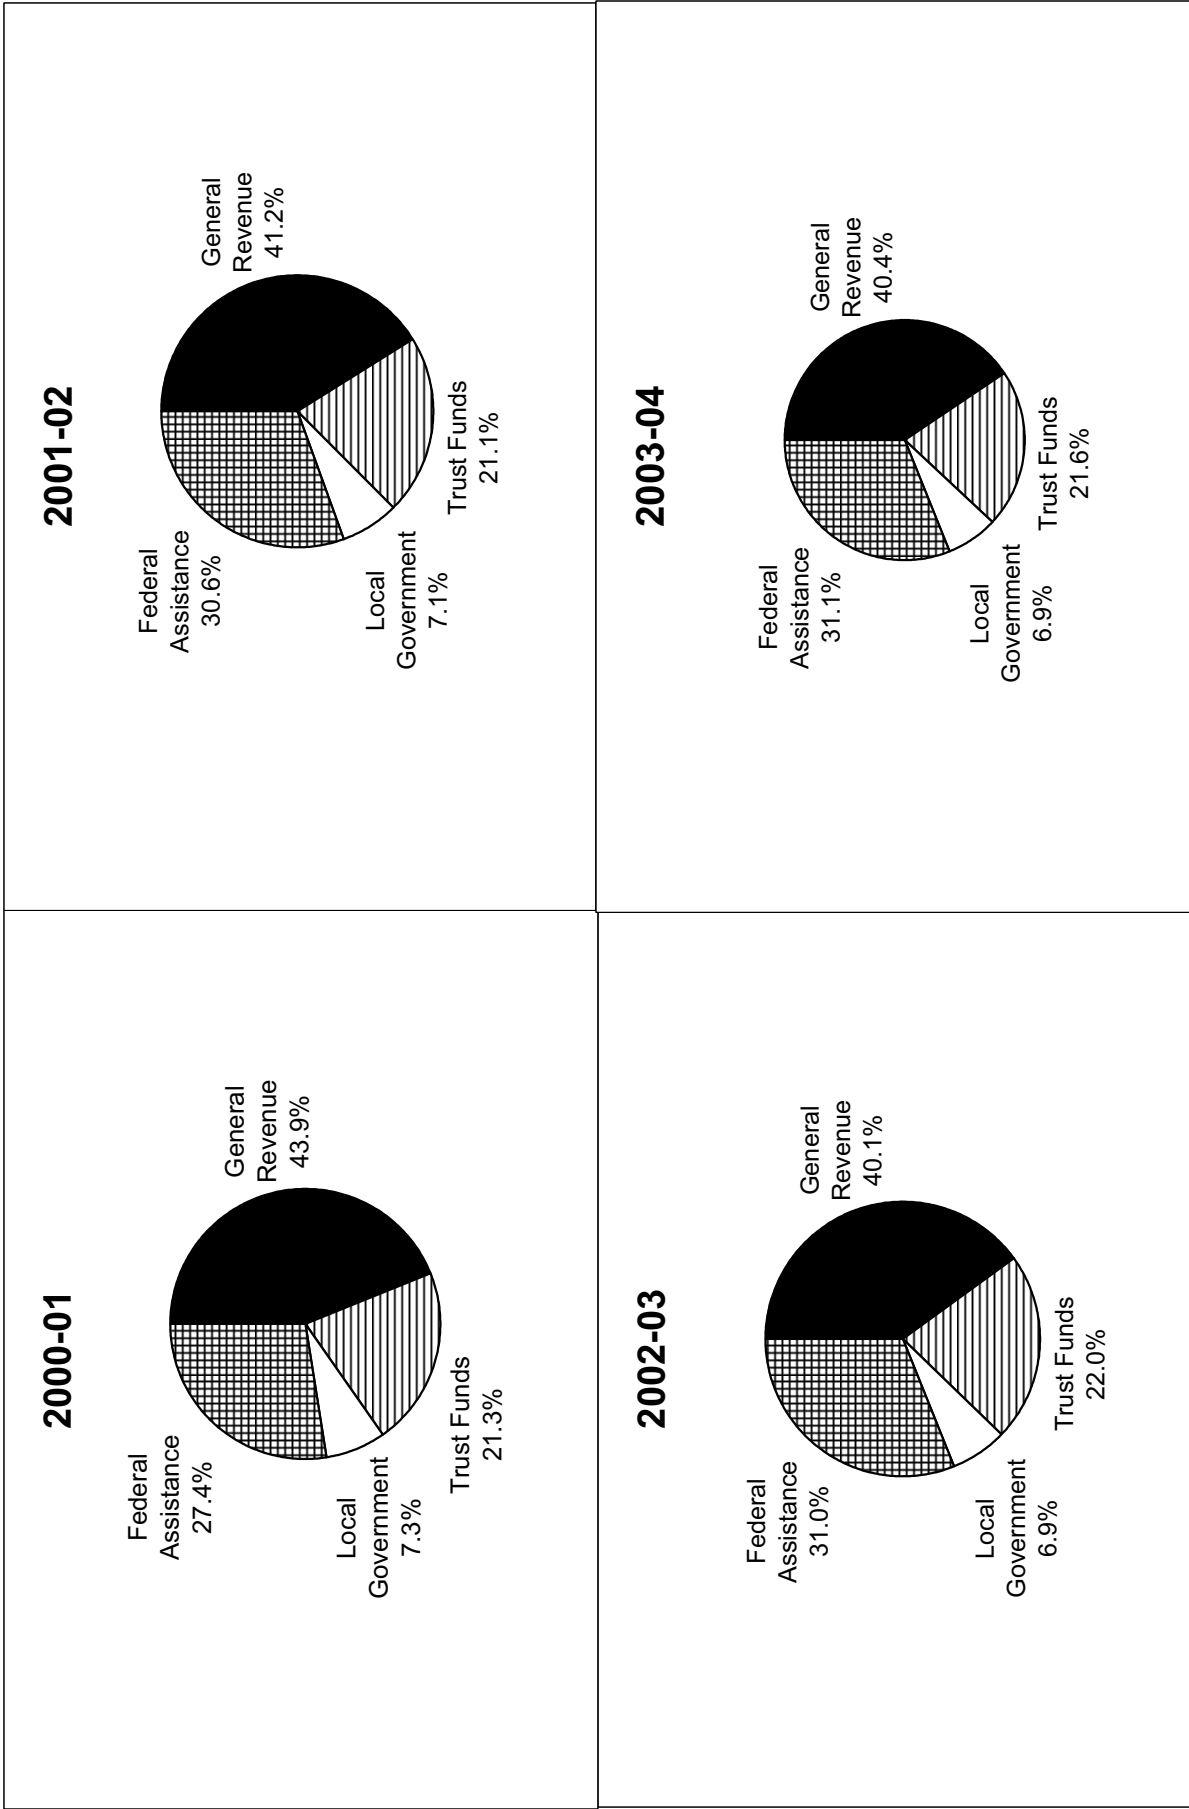 2000-01
Federal
Assistance
27.4%
General
Revenue
43.9%
Local
Government
7.3%
Trust Funds
21.3%
2001-02
Federal
Assistance
30.6%
General
Revenue
41.2%
Local
Government
7.1%
Trust Funds
21.1%
2002-03
Federal
Assistance
31.0%
General
Revenue
40.1%
Local
Government
6.9%
Trust Funds
22.0%
2003-04
Federal
Assistance
31.1%
General
Revenue
40.4%
Local
Government
6.9%
Trust Funds
21.6%